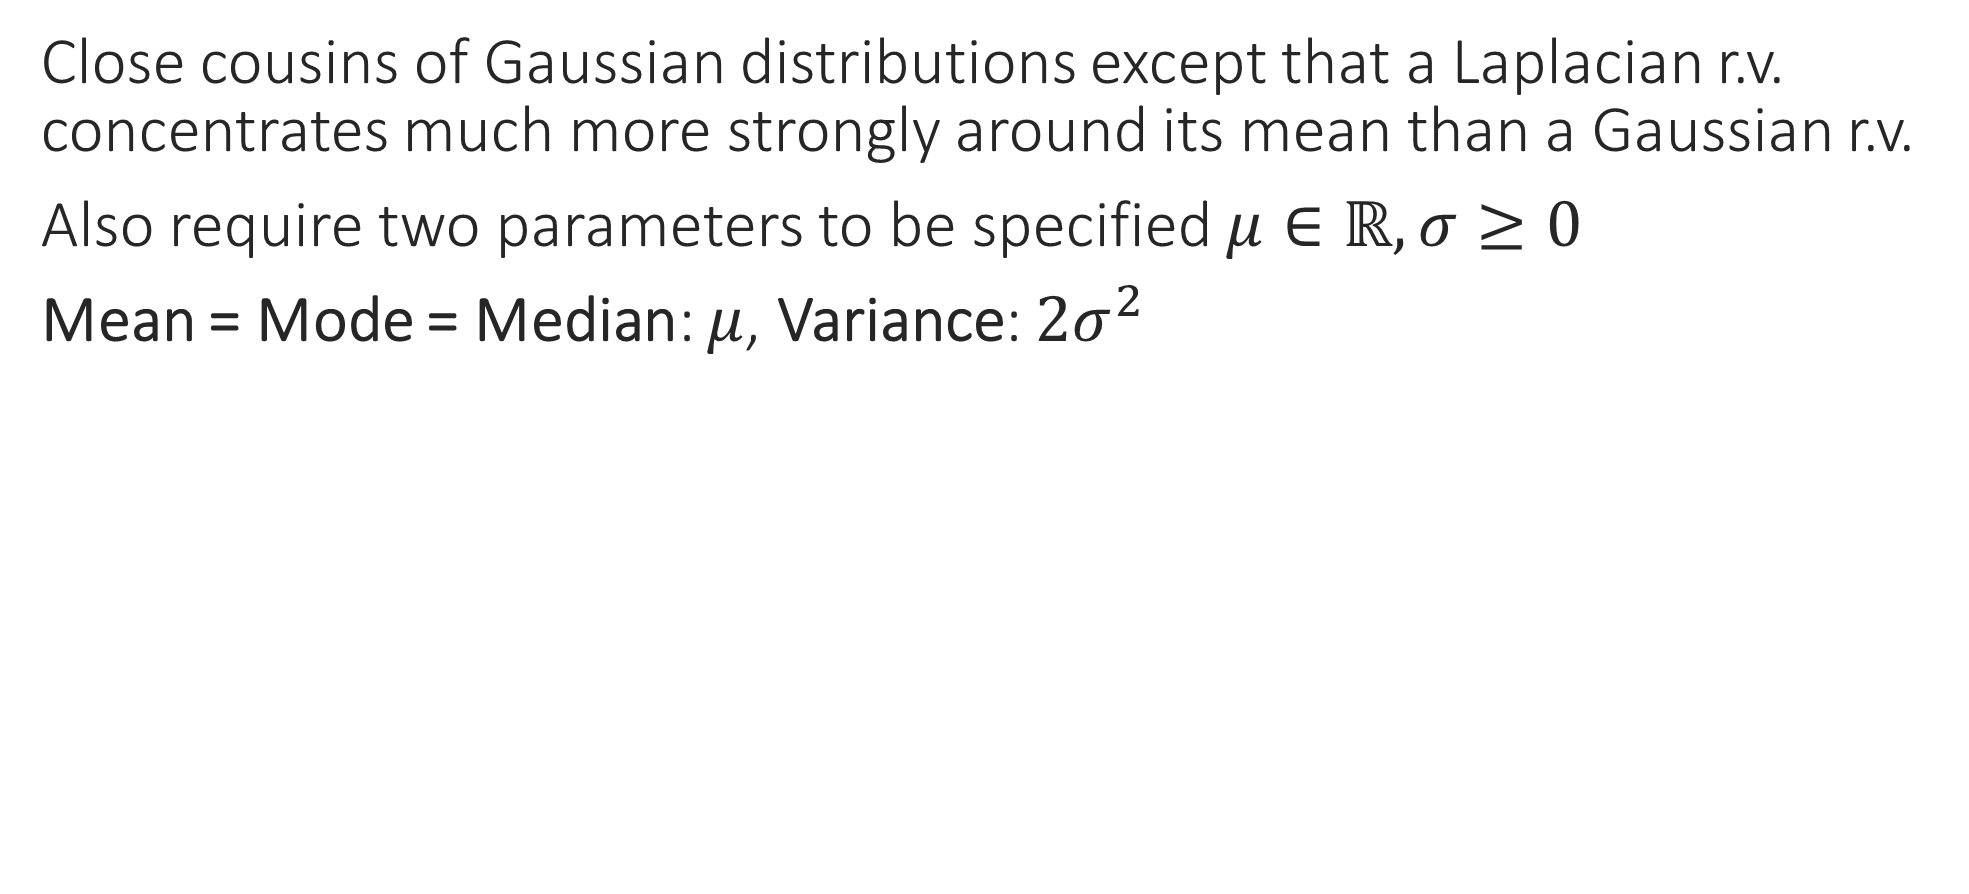 Close cousins of Gaussian distributions except that a Laplacian r.v.
concentrates much more strongly around its mean than a Gaussian r.v.
Also require two parameters to be specified μ ∈ ℝ, σ ≥ 0
Mean = Mode = Median: μ, Variance: 2σ²